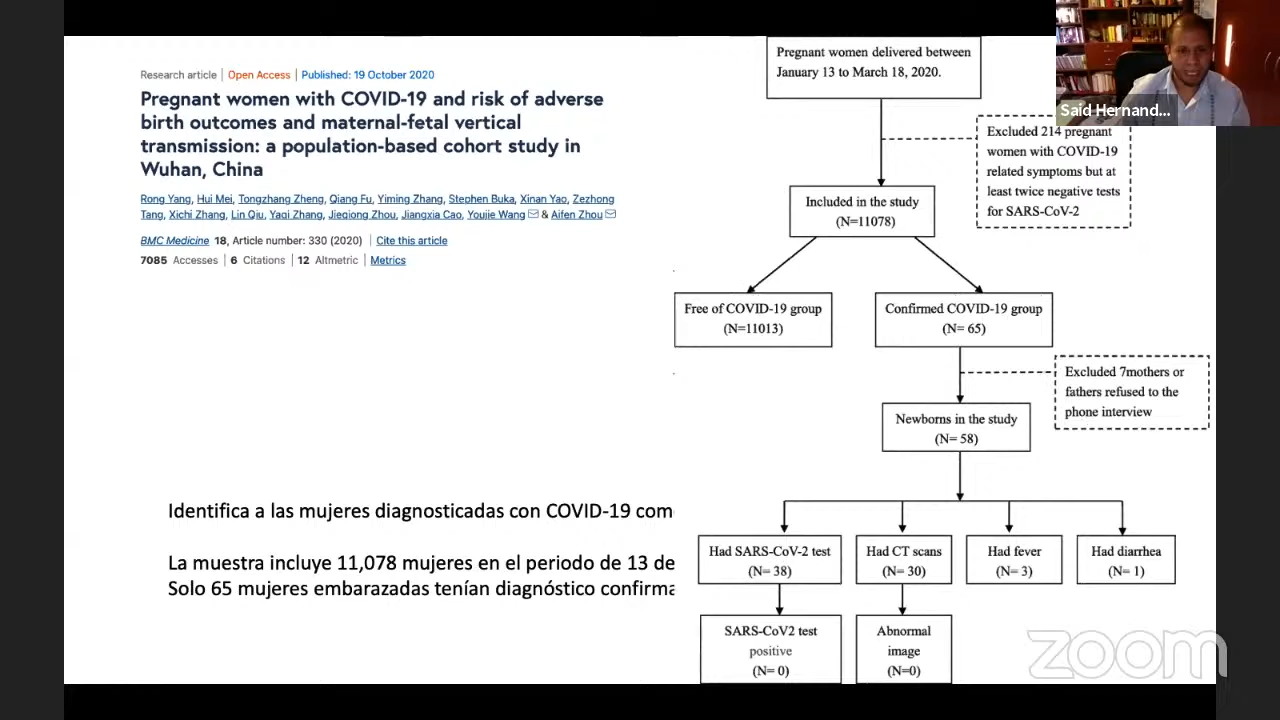 Research article | Open Access | Published: 19 October 2020
Pregnant women with COVID-19 and risk of adverse
birth outcomes and maternal-fetal vertical
transmission: a population-based cohort study in
Wuhan, China
Rong Yang, Hui Mei, Tongzhang Zheng, Qiang Fu, Yiming Zhang, Stephen Buka, Xinan Yao, Zezhong
Tang, Xichi Zhang, Lin Qiu, Yaqi Zhang, Jieqiong Zhou, Jiangxia Cao, Youjie Wang & Aifen Zhou
BMC Medicine 18, Article number: 330 (2020) | Cite this article
7085 Accesses | 6 Citations | 12 Altmetric | Metrics
Identifica a las mujeres diagnosticadas con COVID-19 com
La muestra incluye 11,078 mujeres en el periodo de 13 de
Solo 65 mujeres embarazadas tenían diagnóstico confirma
Pregnant women delivered between
January 13 to March 18, 2020.
Said Hernand...
Excluded 214 pregnant
women with COVID-19
related symptoms but at
least twice negative tests
for SARS-CoV-2
Included in the study
(N=11078)
Free of COVID-19 group
(N=11013)
Confirmed COVID-19 group
(N= 65)
Excluded 7mothers or
fathers refused to the
phone interview
Newborns in the study
(N= 58)
Had SARS-CoV-2 test
(N= 38)
Had CT scans
(N= 30)
Had fever
(N= 3)
Had diarrhea
(N= 1)
SARS-CoV2 test
positive
(N= 0)
Abnormal
image
(N=0)
zoom